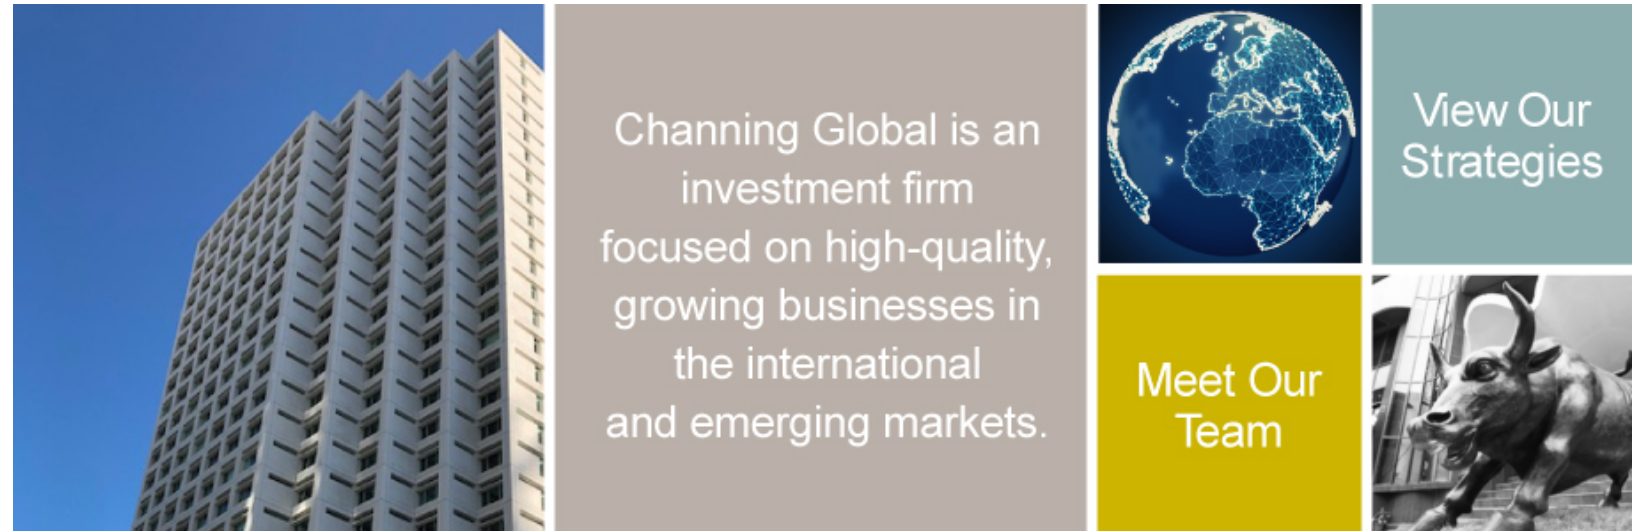 Channing Global is an
investment firm
focused on high-quality,
growing businesses in
the international
and emerging markets.
View Our
Strategies
Meet Our
Team